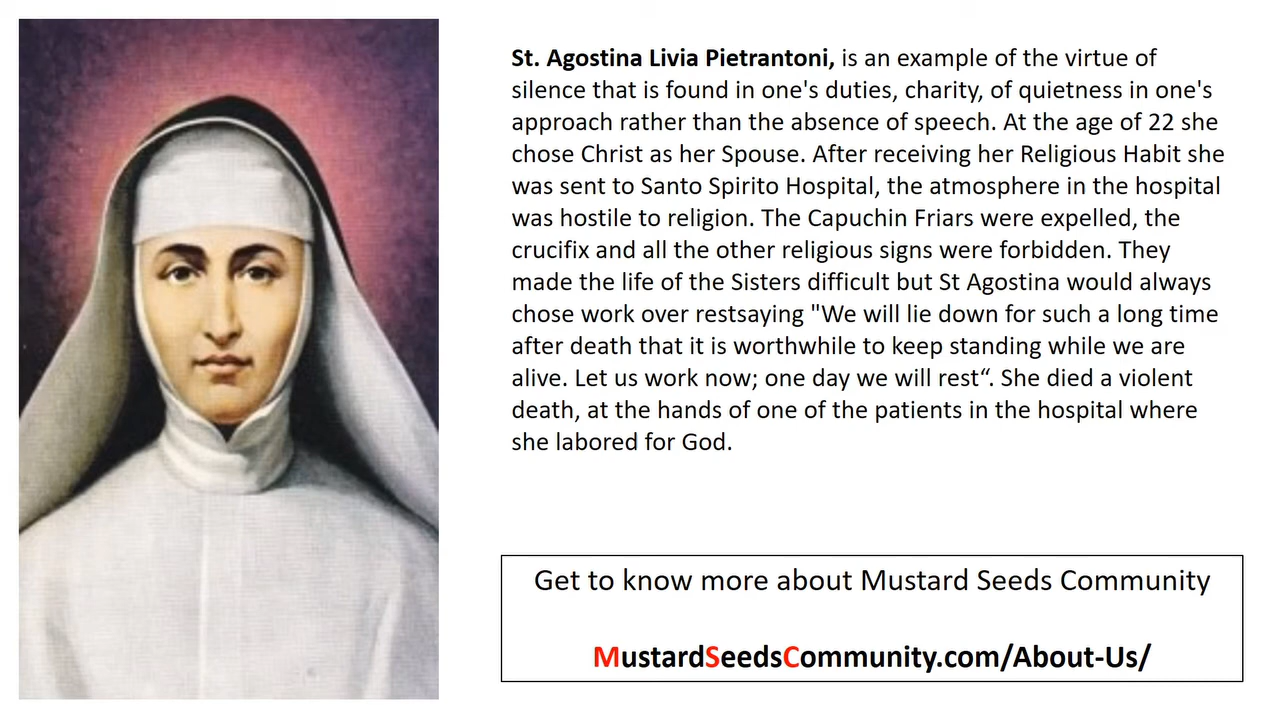 St. Agostina Livia Pietrantoni, is an example of the virtue of
silence that is found in one's duties, charity, of quietness in one's
approach rather than the absence of speech. At the age of 22 she
chose Christ as her Spouse. After receiving her Religious Habit she
was sent to Santo Spirito Hospital, the atmosphere in the hospital
was hostile to religion. The Capuchin Friars were expelled, the
crucifix and all the other religious signs were forbidden. They
made the life of the Sisters difficult but St Agostina would always
chose work over restsaying "We will lie down for such a long time
after death that it is worthwhile to keep standing while we are
alive. Let us work now; one day we will rest“. She died a violent
death, at the hands of one of the patients in the hospital where
she labored for God.
Get to know more about Mustard Seeds Community
MustardSeedsCommunity.com/About-Us/